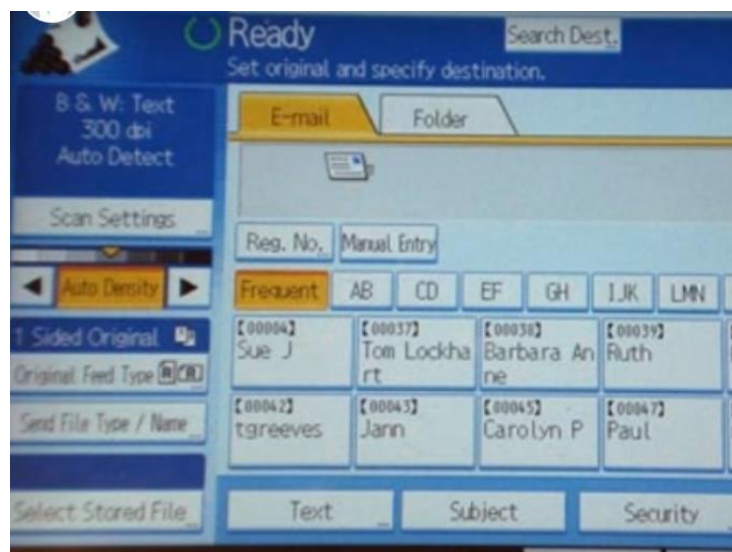 Ready
Search Dest.
Set original and specify destination.
B & W: Text
300 dpi
Auto Detect
Scan Settings
E-mail
Folder
Reg. No.
Manual Entry
Auto Density
Frequent
AB
CD
EF
GH
IJK
LMN
1 Sided Original
Original Feed Type
Send File Type / Name
Select Stored File
【00004】
Sue J
【00037】
Tom Lockha
rt
【00038】
Barbara An
ne
【00039】
Ruth
【00042】
tgreeves
【00043】
Jann
【00045】
Carolyn P
【00047】
Paul
Text
Subject
Security